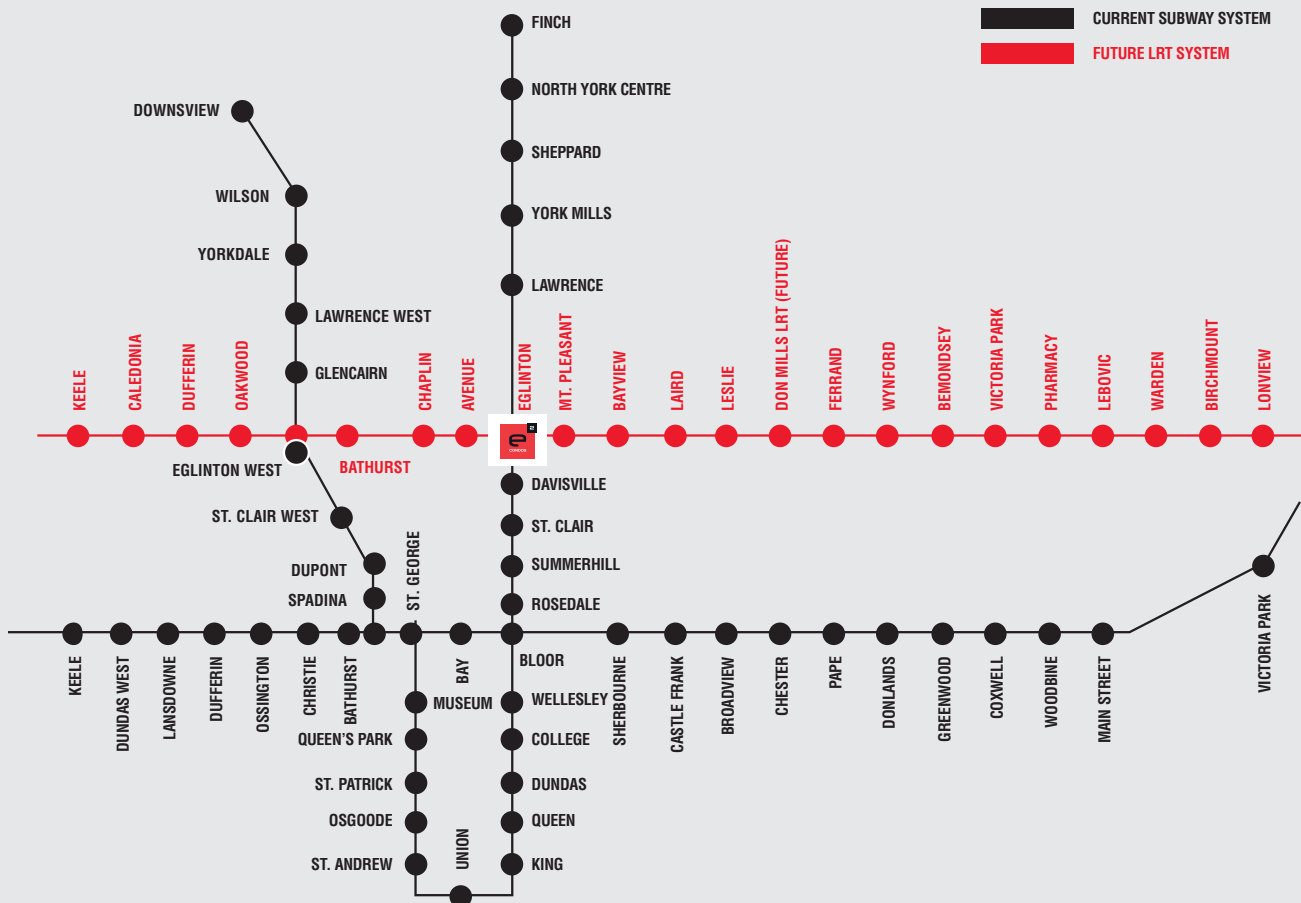 CURRENT SUBWAY SYSTEM
FUTURE LRT SYSTEM
FINCH
NORTH YORK CENTRE
DOWNSVIEW
SHEPPARD
WILSON
YORK MILLS
YORKDALE
LAWRENCE
LAWRENCE WEST
GLENCAIRN
KEELE
CALEDONIA
DUFFERIN
OAKWOOD
CHAPLIN
AVENUE
EGLINTON
MT. PLEASANT
BAYVIEW
LAIRD
LESLIE
DON MILLS LRT (FUTURE)
FERRAND
WYNFORD
BEMONDSEY
VICTORIA PARK
PHARMACY
LEBOVIC
WARDEN
BIRCHMOUNT
LONVIEW
CONDOS
EGLINTON WEST
BATHURST
DAVISVILLE
ST. CLAIR WEST
ST. CLAIR
DUPONT
SUMMERHILL
SPADINA
ST. GEORGE
ROSEDALE
KEELE
DUNDAS WEST
LANSDOWNE
DUFFERIN
OSSINGTON
CHRISTIE
BATHURST
BAY
BLOOR
SHERBOURNE
CASTLE FRANK
BROADVIEW
CHESTER
PAPE
DONLANDS
GREENWOOD
COXWELL
WOODBINE
MAIN STREET
VICTORIA PARK
MUSEUM
WELLESLEY
QUEEN'S PARK
COLLEGE
ST. PATRICK
DUNDAS
OSGOODE
QUEEN
ST. ANDREW
UNION
KING